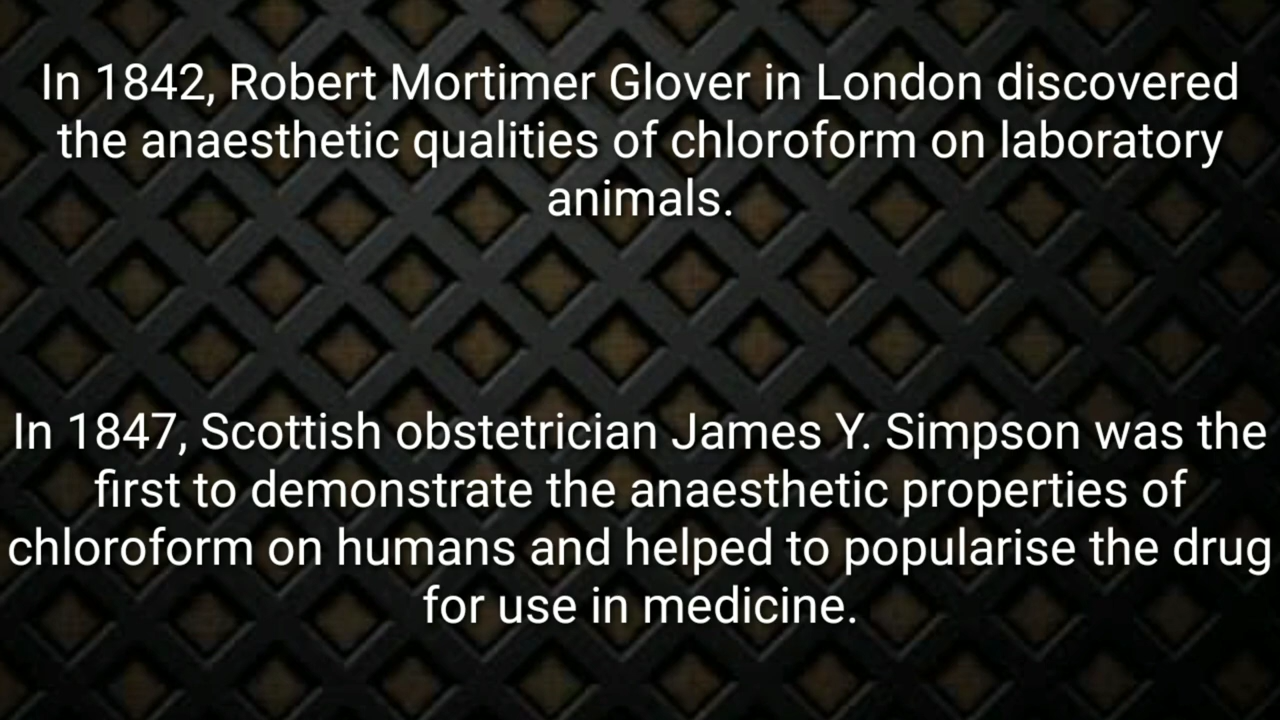 In 1842, Robert Mortimer Glover in London discovered
the anaesthetic qualities of chloroform on laboratory
animals.
In 1847, Scottish obstetrician James Y. Simpson was the
first to demonstrate the anaesthetic properties of
chloroform on humans and helped to popularise the drug
for use in medicine.